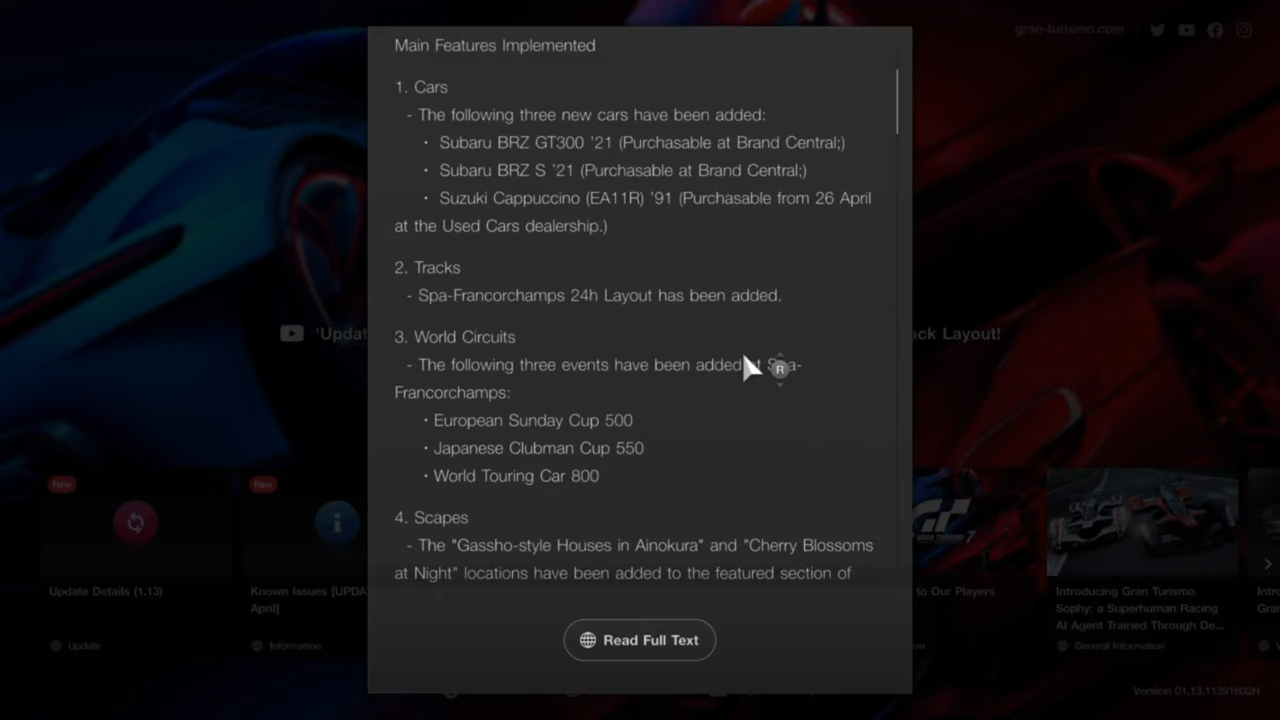 gran-turismo.com
Main Features Implemented
1. Cars
- The following three new cars have been added:
・ Subaru BRZ GT300 '21 (Purchasable at Brand Central;)
・ Subaru BRZ S '21 (Purchasable at Brand Central;)
・ Suzuki Cappuccino (EA11R) '91 (Purchasable from 26 April
at the Used Cars dealership.)
2. Tracks
- Spa-Francorchamps 24h Layout has been added.
3. World Circuits
- The following three events have been added
R
Francorchamps:
・European Sunday Cup 500
・Japanese Clubman Cup 550
・World Touring Car 800
4. Scapes
- The "Gassho-style Houses in Ainokura" and "Cherry Blossoms
at Night" locations have been added to the featured section of
Read Full Text
'Updat
ack Layout!
New
Update Details (1.13)
Update
New
Known Issues [UPDA
April]
Information
to Our Players
GRAN TURISMO 7
Introducing Gran Turismo
Sophy: a Superhuman Racing
AI Agent Trained Through De...
General Information
Version 01.13.11391602H